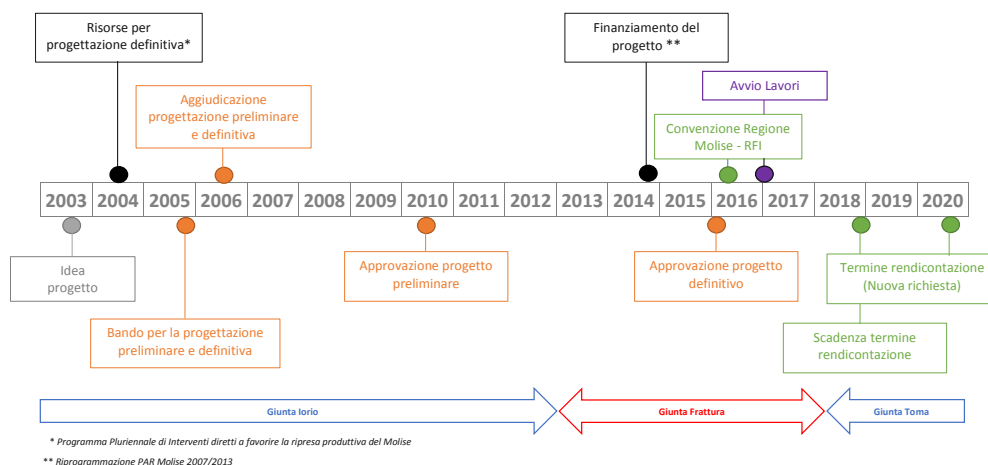 Risorse per
progettazione definitiva*
Finanziamento del
progetto **
Aggiudicazione
progettazione preliminare
e definitiva
Avvio Lavori
Convenzione Regione
Molise - RFI
2003 2004 2005 2006 2007 2008 2009 2010 2011 2012 2013 2014 2015 2016 2017 2018 2019 2020
Idea
progetto
Approvazione progetto
preliminare
Approvazione progetto
definitivo
Termine rendicontazione
(Nuova richiesta)
Bando per la progettazione
preliminare e definitiva
Scadenza termine
rendicontazione
Giunta Iorio
Giunta Frattura
Giunta Toma
* Programma Pluriennale di Interventi diretti a favorire la ripresa produttiva del Molise
** Riprogrammazione PAR Molise 2007/2013